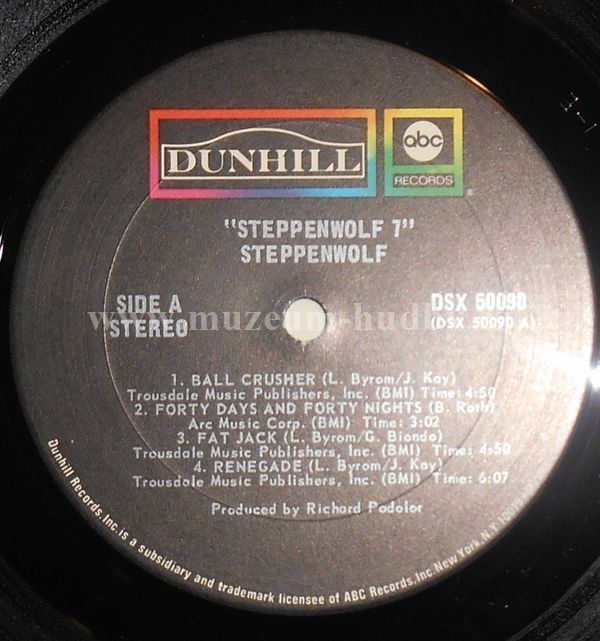 DUNHILL
abc
RECORDS
®
"STEPPENWOLF 7"
STEPPENWOLF
SIDE A
STEREO
DSX 50090
(DSX 50090 A)
www.muzeum-hud
1. BALL CRUSHER (L. Byrom/J. Kay)
Trousdale Music Publishers, Inc. (BMI) Time: 4:50
2. FORTY DAYS AND FORTY NIGHTS (B. Roth)
Arc Music Corp. (BMI) Time: 3:02
3. FAT JACK (L. Byrom/G. Biondo)
Trousdale Music Publishers, Inc. (BMI) Time: 4:50
4. RENEGADE (L. Byrom/J. Kay)
Trousdale Music Publishers, Inc. (BMI) Time: 6:07
Produced by Richard Podolor
Dunhill Records, Inc. is a subsidiary and trademark licensee of ABC Records, Inc. New York, N.Y.